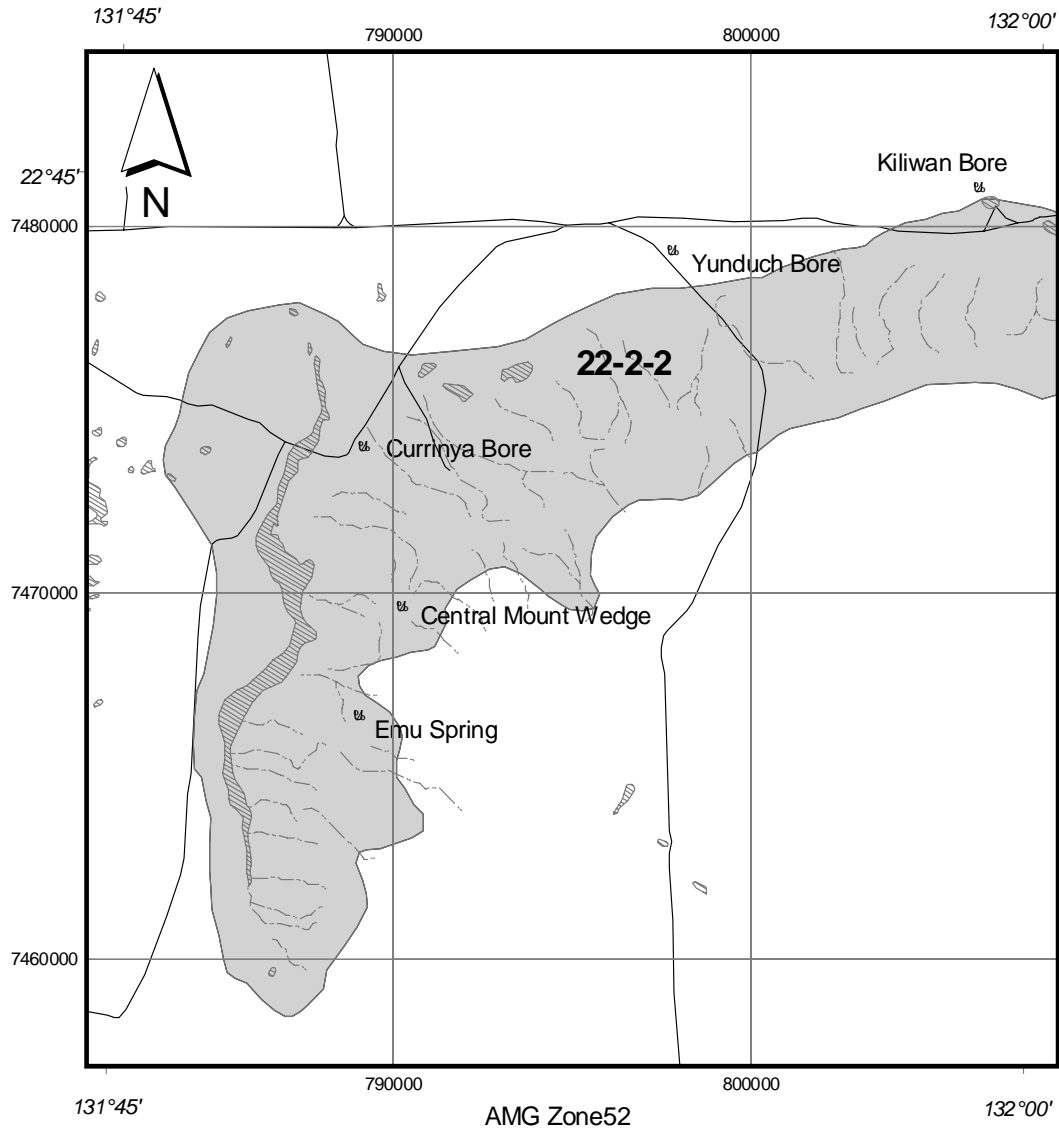 131°45'
790000
800000
132°00'
22°45'
Kiliwan Bore
N
7480000
Yunduch Bore
22-2-2
Currinya Bore
7470000
Central Mount Wedge
Emu Spring
7460000
131°45'
790000
800000
132°00'
AMG Zone52